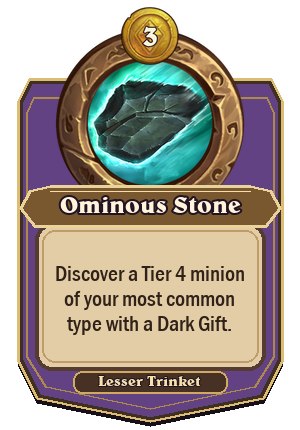 3
Ominous Stone
Discover a Tier 4 minion
of your most common
type with a Dark Gift.
Lesser Trinket